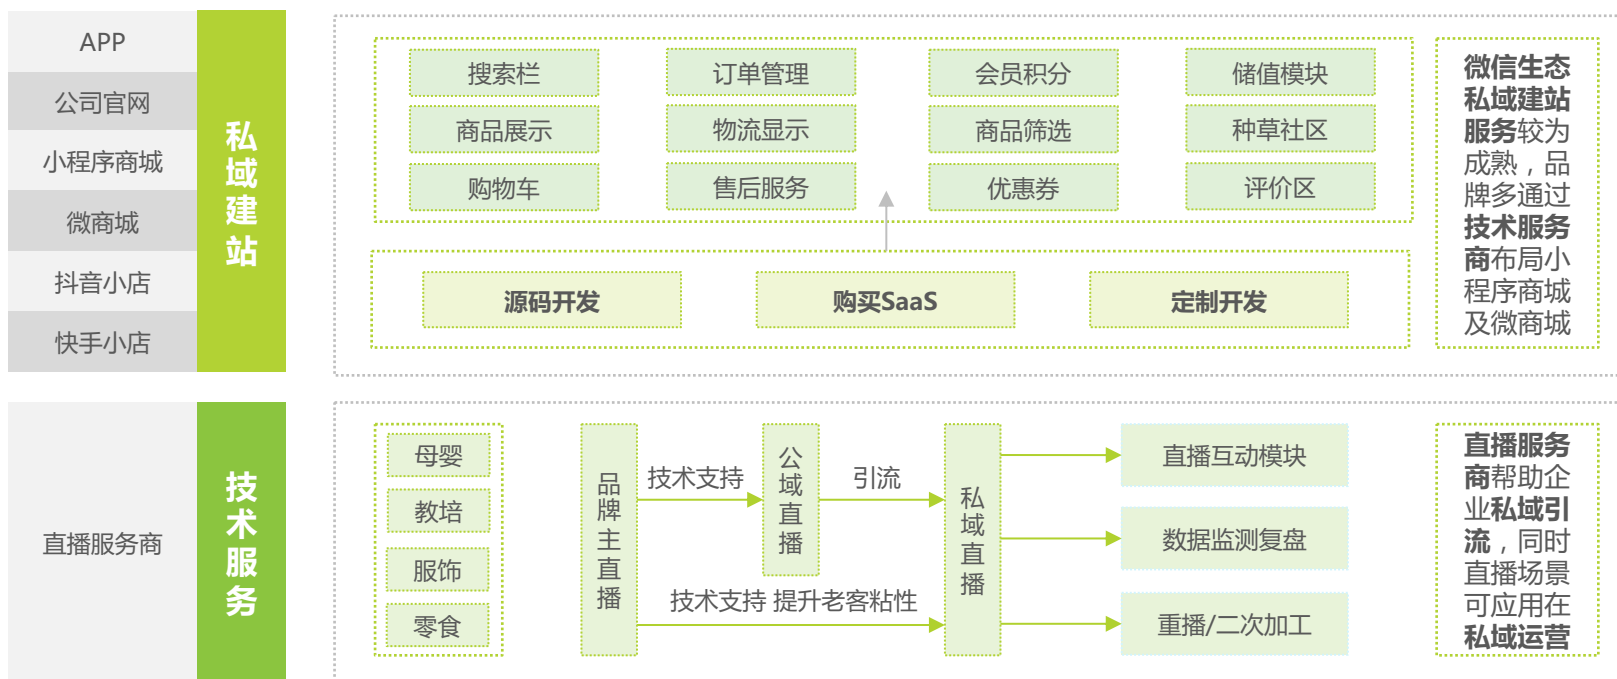 APP
公司官网
小程序商城
微商城
抖音小店
快手小店
私域建站
搜索栏
订单管理
会员积分
储值模块
商品展示
物流显示
商品筛选
种草社区
购物车
售后服务
优惠券
评价区
源码开发
购买SaaS
定制开发
微信生态
私域建站
服务较为
成熟，品
牌多通过
技术服务
商布局小
程序商城
及微商城
直播服务商
技术服务
母婴
教培
服饰
零食
品牌主直播
技术支持
公域直播
引流
技术支持 提升老客粘性
私域直播
直播互动模块
数据监测复盘
重播/二次加工
直播服务
商帮助企
业私域引
流，同时
直播场景
可应用在
私域运营